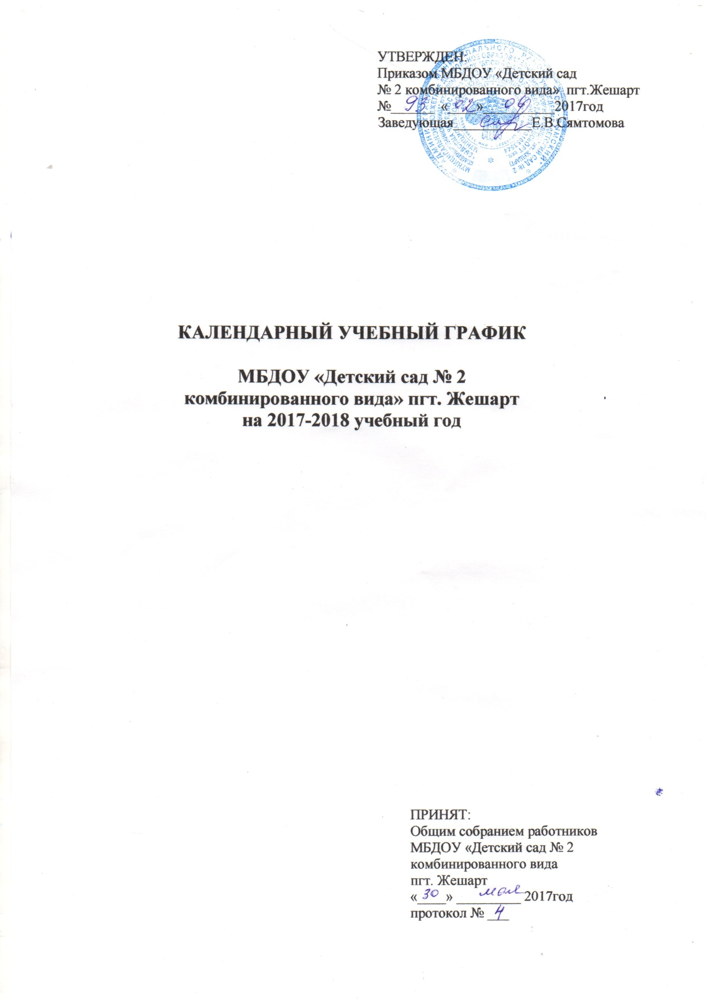 УТВЕРЖДЕН:
Приказом МБДОУ «Детский сад
№ 2 комбинированного вида» пгт.Жешарт
№ 93 « 02 » 06 2017год
Заведующая Е.В.Сямтомова
КАЛЕНДАРНЫЙ УЧЕБНЫЙ ГРАФИК
МБДОУ «Детский сад № 2
комбинированного вида» пгт. Жешарт
на 2017-2018 учебный год
ПРИНЯТ:
Общим собранием работников
МБДОУ «Детский сад № 2
комбинированного вида
пгт. Жешарт
« 30 » мая 2017год
протокол № 4